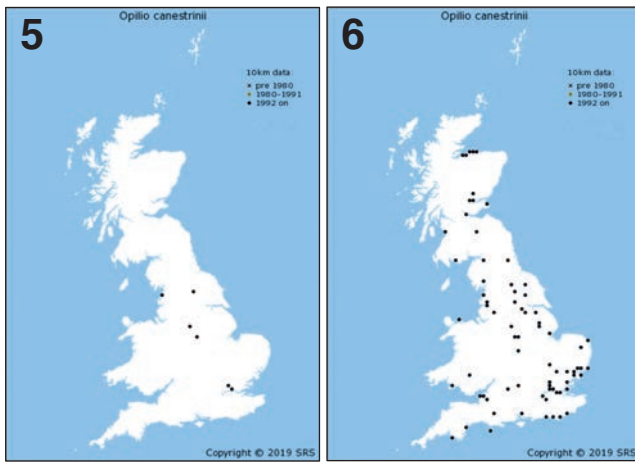 5
Opilio canestrinii
10km data:
× pre 1980
1980-1991
1992 on
Copyright © 2019 SRS
6
Opilio canestrinii
10km data:
× pre 1980
1980-1991
1992 on
Copyright © 2019 SRS